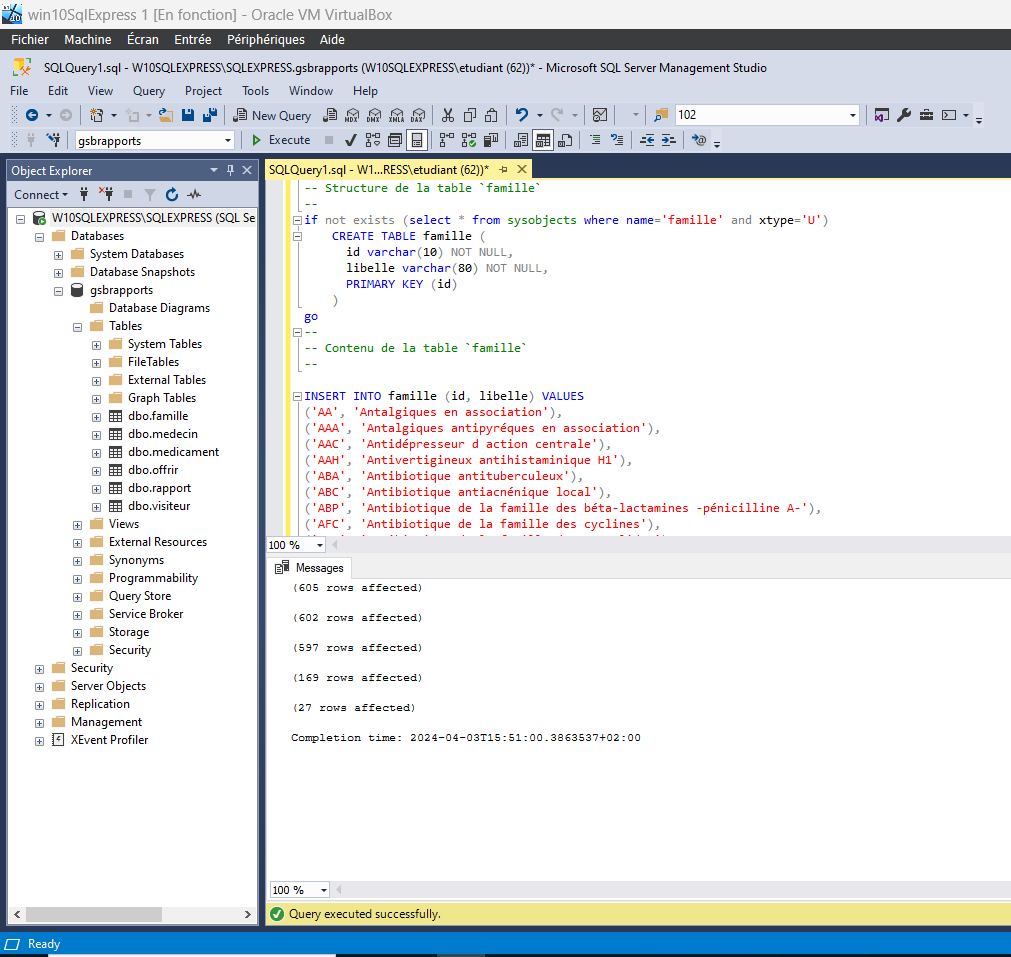 win10SqlExpress 1 [En fonction] - Oracle VM VirtualBox
Fichier Machine Écran Entrée Périphériques Aide
SQLQuery1.sql - W10SQLEXPRESS\SQLEXPRESS.gsbrapports (W10SQLEXPRESS\etudiant (62))* - Microsoft SQL Server Management Studio
File Edit View Query Project Tools Window Help
New Query 102
gsbrapports Execute
Object Explorer
Connect
W10SQLEXPRESS\SQLEXPRESS (SQL Se
Databases
System Databases
Database Snapshots
gsbrapports
Database Diagrams
Tables
System Tables
FileTables
External Tables
Graph Tables
dbo.famille
dbo.medecin
dbo.medicament
dbo.offrir
dbo.rapport
dbo.visiteur
Views
External Resources
Synonyms
Programmability
Query Store
Service Broker
Storage
Security
Security
Server Objects
Replication
Management
XEvent Profiler
SQLQuery1.sql - W1...RESS\etudiant (62))*
-- Structure de la table `famille`
--
if not exists (select * from sysobjects where name='famille' and xtype='U')
CREATE TABLE famille (
id varchar(10) NOT NULL,
libelle varchar(80) NOT NULL,
PRIMARY KEY (id)
)
go
--
-- Contenu de la table `famille`
--
INSERT INTO famille (id, libelle) VALUES
('AA', 'Antalgiques en association'),
('AAA', 'Antalgiques antipyréques en association'),
('AAC', 'Antidépresseur d action centrale'),
('AAH', 'Antivertigineux antihistaminique H1'),
('ABA', 'Antibiotique antituberculeux'),
('ABC', 'Antibiotique antiacnénique local'),
('ABP', 'Antibiotique de la famille des béta-lactamines -pénicilline A-'),
('AFC', 'Antibiotique de la famille des cyclines'),
100 %
Messages
(605 rows affected)
(602 rows affected)
(597 rows affected)
(169 rows affected)
(27 rows affected)
Completion time: 2024-04-03T15:51:00.3863537+02:00
100 %
Query executed successfully.
Ready